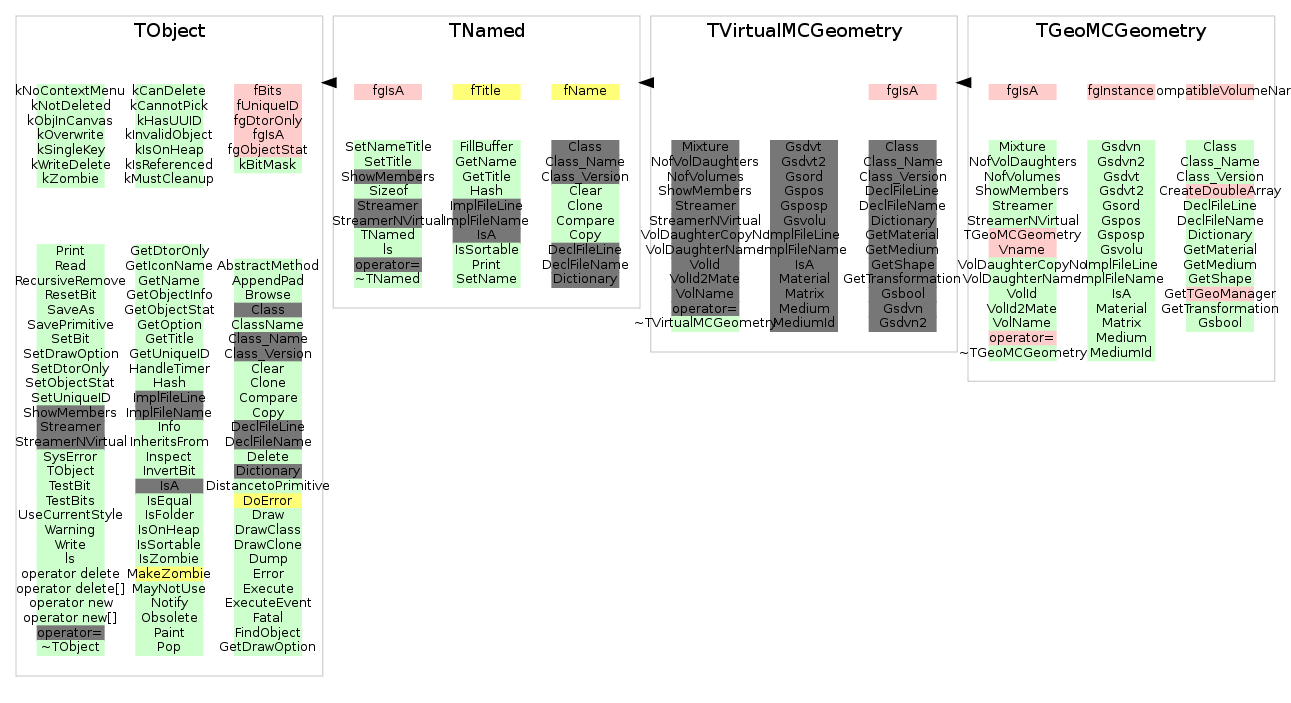 TObject
TNamed
TVirtualMCGeometry
TGeoMCGeometry
kNoContextMenu kCanDelete fBits
kNotDeleted kCannotPick fUniqueID
kObjInCanvas kHasUUID fgDtorOnly
kOverwrite kInvalidObject fgIsA
kSingleKey kIsOnHeap fgObjectStat
kWriteDelete kIsReferenced kBitMask
kZombie kMustCleanup
Print GetDtorOnly
Read GetIconName AbstractMethod
RecursiveRemove GetName AppendPad
ResetBit GetObjectInfo Browse
SaveAs GetObjectStat Class
SavePrimitive GetOption ClassName
SetBit GetTitle Class_Name
SetDrawOption GetUniqueID Class_Version
SetDtorOnly HandleTimer Clear
SetObjectStat Hash Clone
SetUniqueID ImplFileLine Compare
ShowMembers ImplFileName Copy
Streamer Info DeclFileLine
StreamerNVirtual InheritsFrom DeclFileName
SysError Inspect Delete
TObject InvertBit Dictionary
TestBit IsA DistancetoPrimitive
TestBits IsEqual DoError
UseCurrentStyle IsFolder Draw
Warning IsOnHeap DrawClass
Write IsSortable DrawClone
ls IsZombie Dump
operator delete MakeZombie Error
operator delete[] MayNotUse Execute
operator new Notify ExecuteEvent
operator new[] Obsolete Fatal
operator= Paint FindObject
~TObject Pop GetDrawOption
fgIsA fTitle fName
SetNameTitle FillBuffer Class
SetTitle GetName Class_Name
ShowMembers GetTitle Class_Version
Sizeof Hash Clear
Streamer ImplFileLine Clone
StreamerNVirtual ImplFileName Compare
TNamed IsA Copy
ls IsSortable DeclFileLine
operator= Print DeclFileName
~TNamed SetName Dictionary
fgIsA
Mixture Gsdvt Class
NofVolDaughters Gsdvt2 Class_Name
NofVolumes Gsord Class_Version
ShowMembers Gspos DeclFileLine
Streamer Gsposp DeclFileName
StreamerNVirtual Gsvolu Dictionary
VolDaughterCopyNo ImplFileLine GetMaterial
VolDaughterName ImplFileName GetMedium
VolId IsA GetShape
VolId2Mate Material GetTransformation
VolName Matrix Gsbool
operator= Medium Gsdvn
~TVirtualMCGeometry MediumId Gsdvn2
fgIsA fgInstance ompatibleVolumeNar
Mixture Gsdvn Class
NofVolDaughters Gsdvn2 Class_Name
NofVolumes Gsdvt Class_Version
ShowMembers Gsdvt2 CreateDoubleArray
Streamer Gsord DeclFileLine
StreamerNVirtual Gspos DeclFileName
TGeoMCGeometry Gsposp Dictionary
Vname Gsvolu GetMaterial
VolDaughterCopyNo ImplFileLine GetMedium
VolDaughterName ImplFileName GetShape
VolId IsA GetTGeoManager
VolId2Mate Material GetTransformation
VolName Matrix Gsbool
operator= Medium
~TGeoMCGeometry MediumId